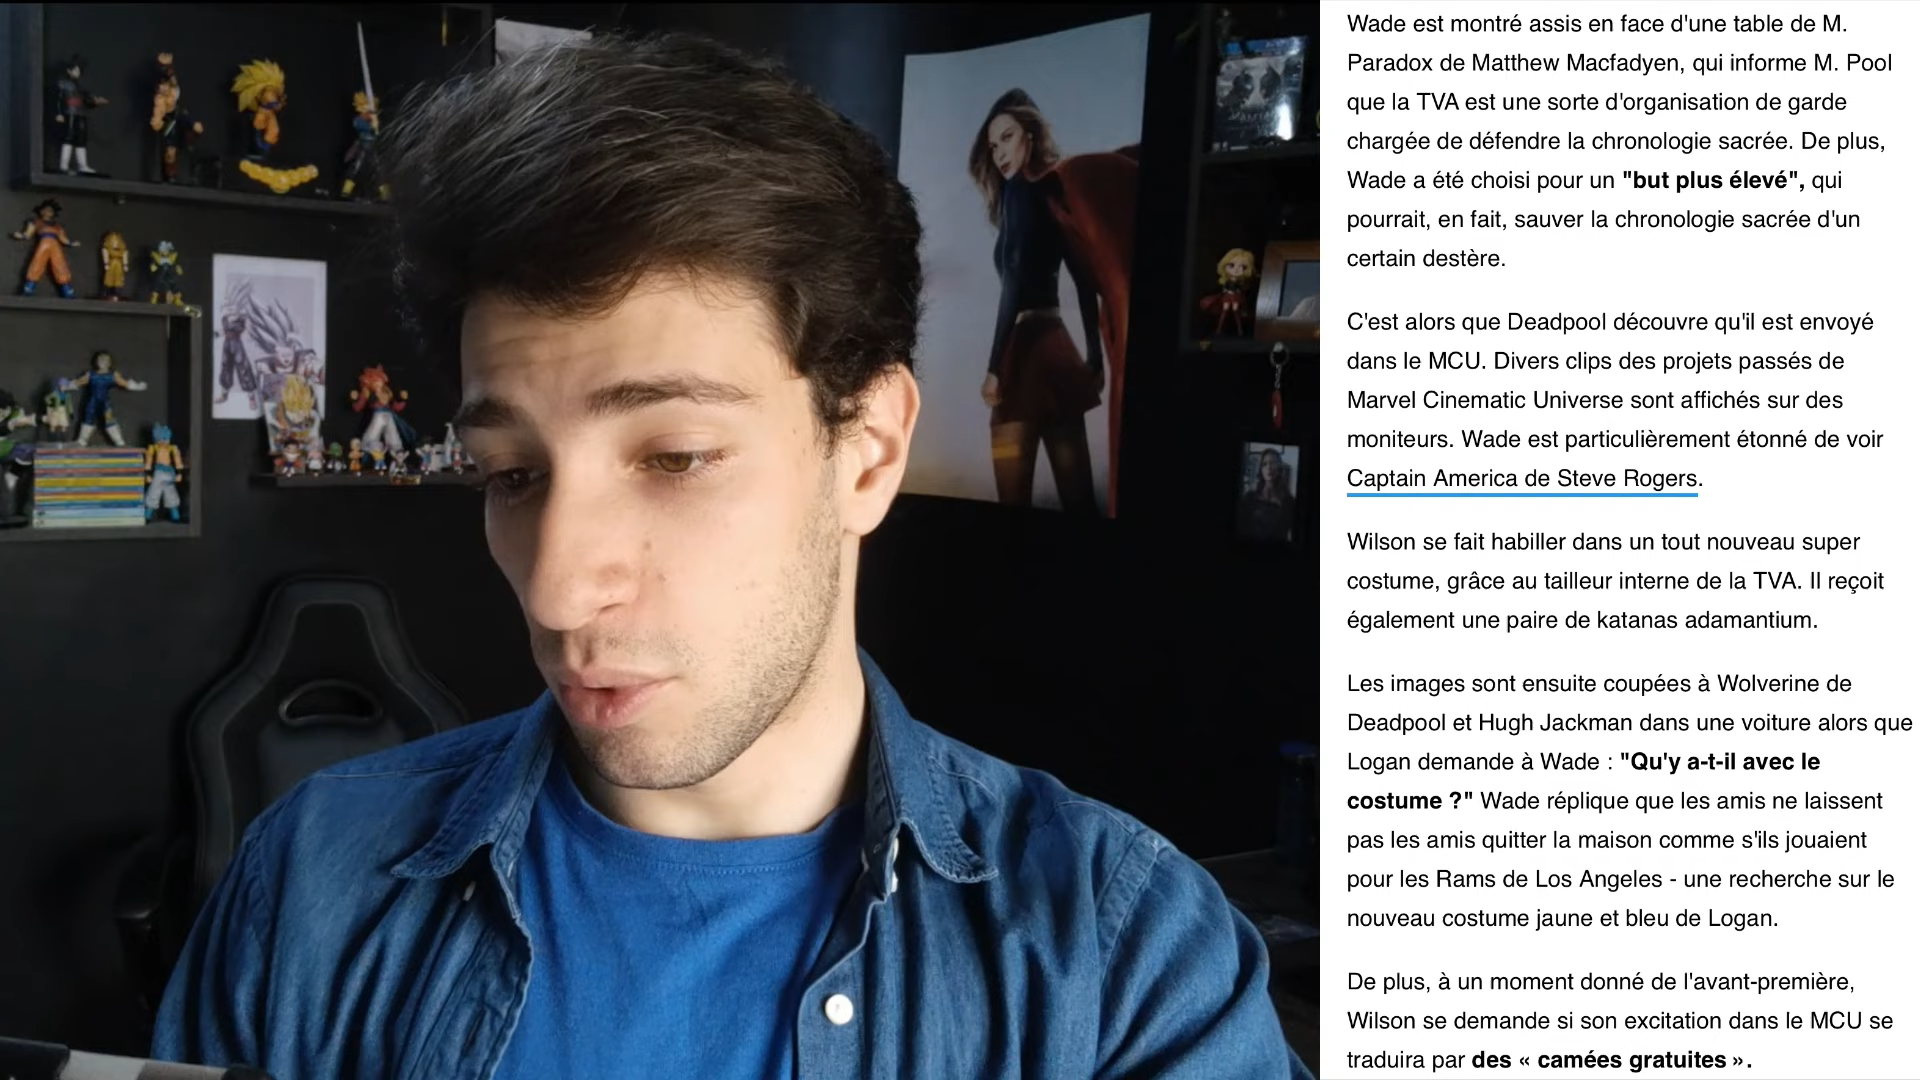 Wade est montré assis en face d'une table de M.
Paradox de Matthew Macfadyen, qui informe M. Pool
que la TVA est une sorte d'organisation de garde
chargée de défendre la chronologie sacrée. De plus,
Wade a été choisi pour un "but plus élevé", qui
pourrait, en fait, sauver la chronologie sacrée d'un
certain destère.
C'est alors que Deadpool découvre qu'il est envoyé
dans le MCU. Divers clips des projets passés de
Marvel Cinematic Universe sont affichés sur des
moniteurs. Wade est particulièrement étonné de voir
Captain America de Steve Rogers.
Wilson se fait habiller dans un tout nouveau super
costume, grâce au tailleur interne de la TVA. Il reçoit
également une paire de katanas adamantium.
Les images sont ensuite coupées à Wolverine de
Deadpool et Hugh Jackman dans une voiture alors que
Logan demande à Wade : "Qu'y a-t-il avec le
costume ?" Wade réplique que les amis ne laissent
pas les amis quitter la maison comme s'ils jouaient
pour les Rams de Los Angeles - une recherche sur le
nouveau costume jaune et bleu de Logan.
De plus, à un moment donné de l'avant-première,
Wilson se demande si son excitation dans le MCU se
traduira par des « camées gratuites ».